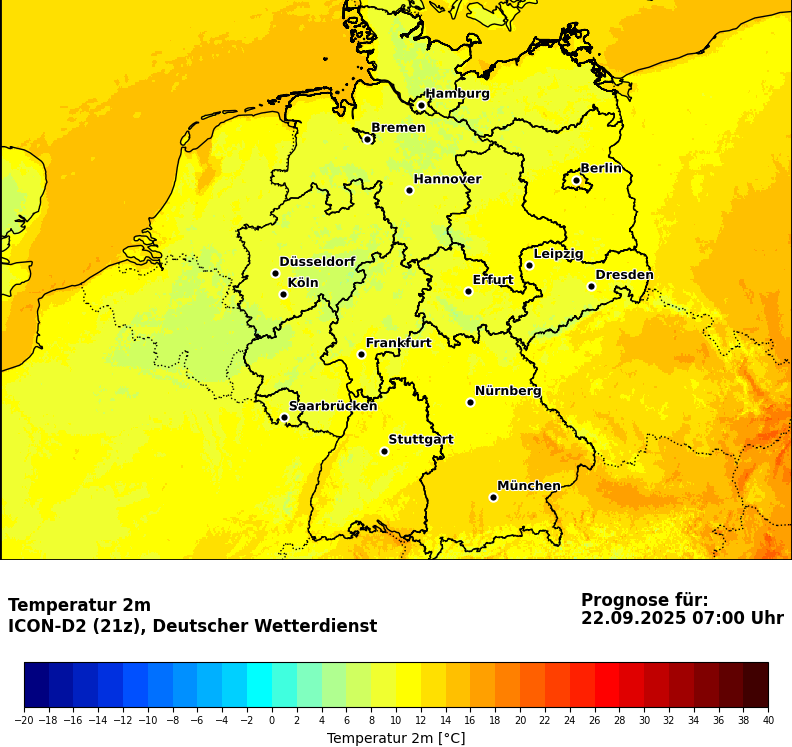 Hamburg
Bremen
Berlin
Hannover
Leipzig
Düsseldorf
Dresden
Köln
Erfurt
Frankfurt
Nürnberg
Saarbrücken
Stuttgart
München
Temperatur 2m
ICON-D2 (21z), Deutscher Wetterdienst
Prognose für:
22.09.2025 07:00 Uhr
−20 −18 −16 −14 −12 −10 −8 −6 −4 −2 0 2 4 6 8 10 12 14 16 18 20 22 24 26 28 30 32 34 36 38 40
Temperatur 2m [°C]